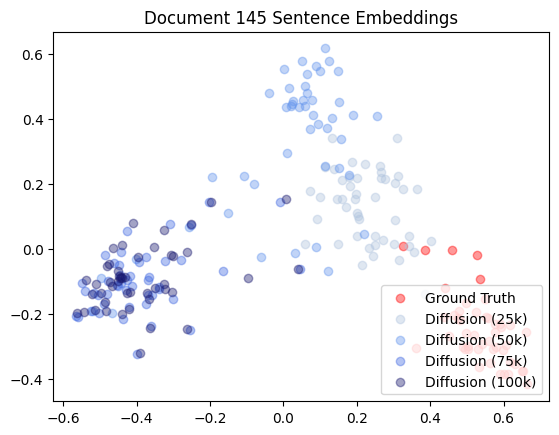 Document 145 Sentence Embeddings
0.6
0.4
0.2
0.0
−0.2
−0.4
Ground Truth
Diffusion (25k)
Diffusion (50k)
Diffusion (75k)
Diffusion (100k)
−0.6 −0.4 −0.2 0.0 0.2 0.4 0.6